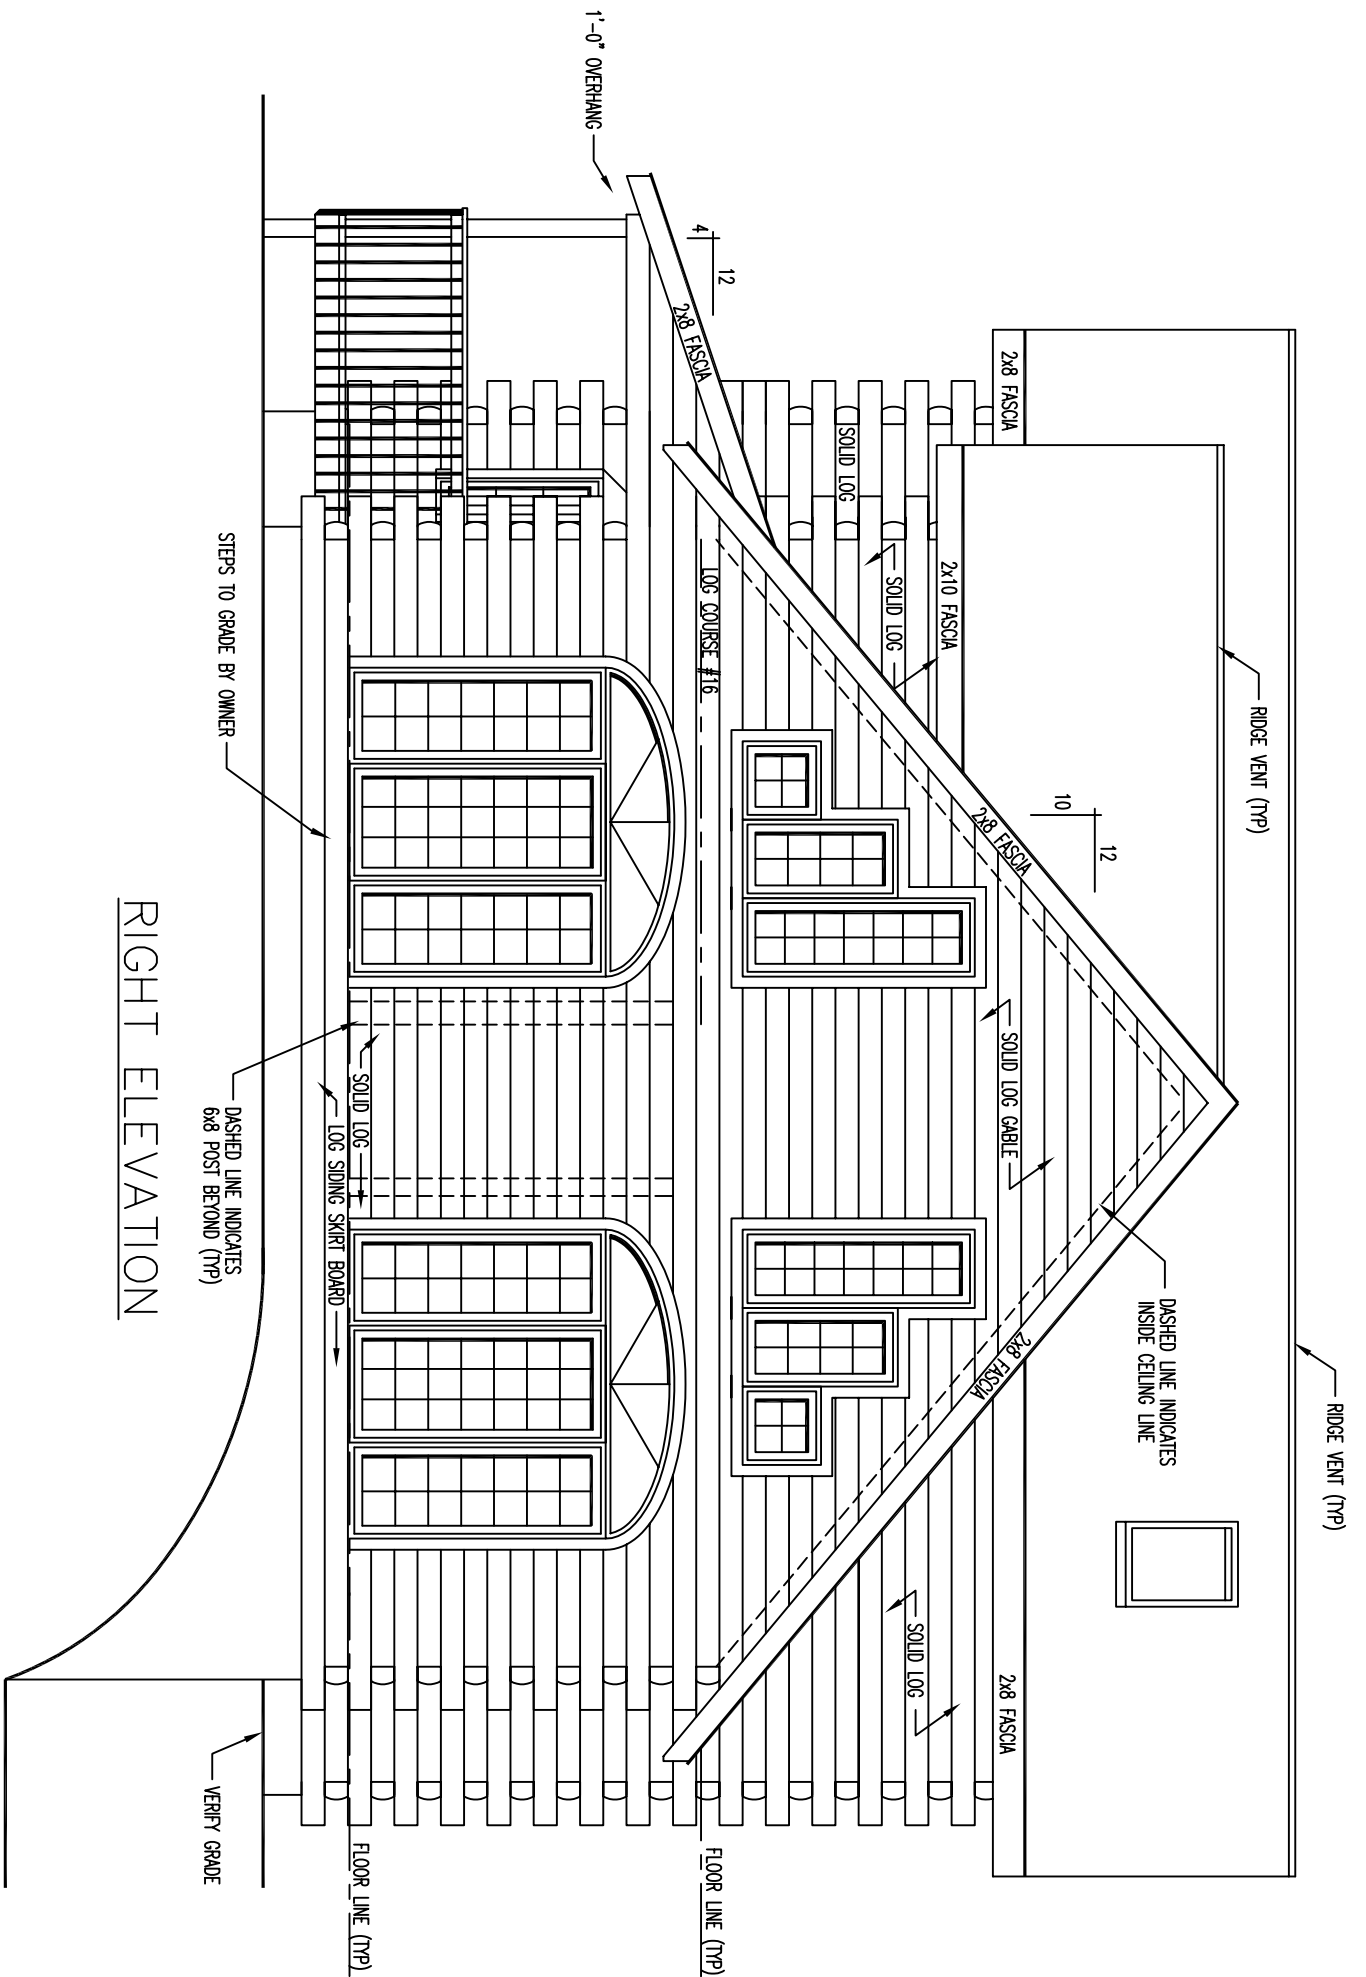 RIDGE VENT (TYP)
RIDGE VENT (TYP)
DASHED LINE INDICATES
INSIDE CEILING LINE
12
10
2x8 FASCIA
2x8 FASCIA
2x8 FASCIA
2x8 FASCIA
2x10 FASCIA
SOLID LOG GABLE
SOLID LOG
SOLID LOG
SOLID LOG
12
4
2x8 FASCIA
LOG COURSE #16
FLOOR LINE (TYP)
1'-0" OVERHANG
SOLID LOG
FLOOR LINE (TYP)
LOG SIDING SKIRT BOARD
STEPS TO GRADE BY OWNER
DASHED LINE INDICATES
6x8 POST BEYOND (TYP)
VERIFY GRADE
RIGHT ELEVATION